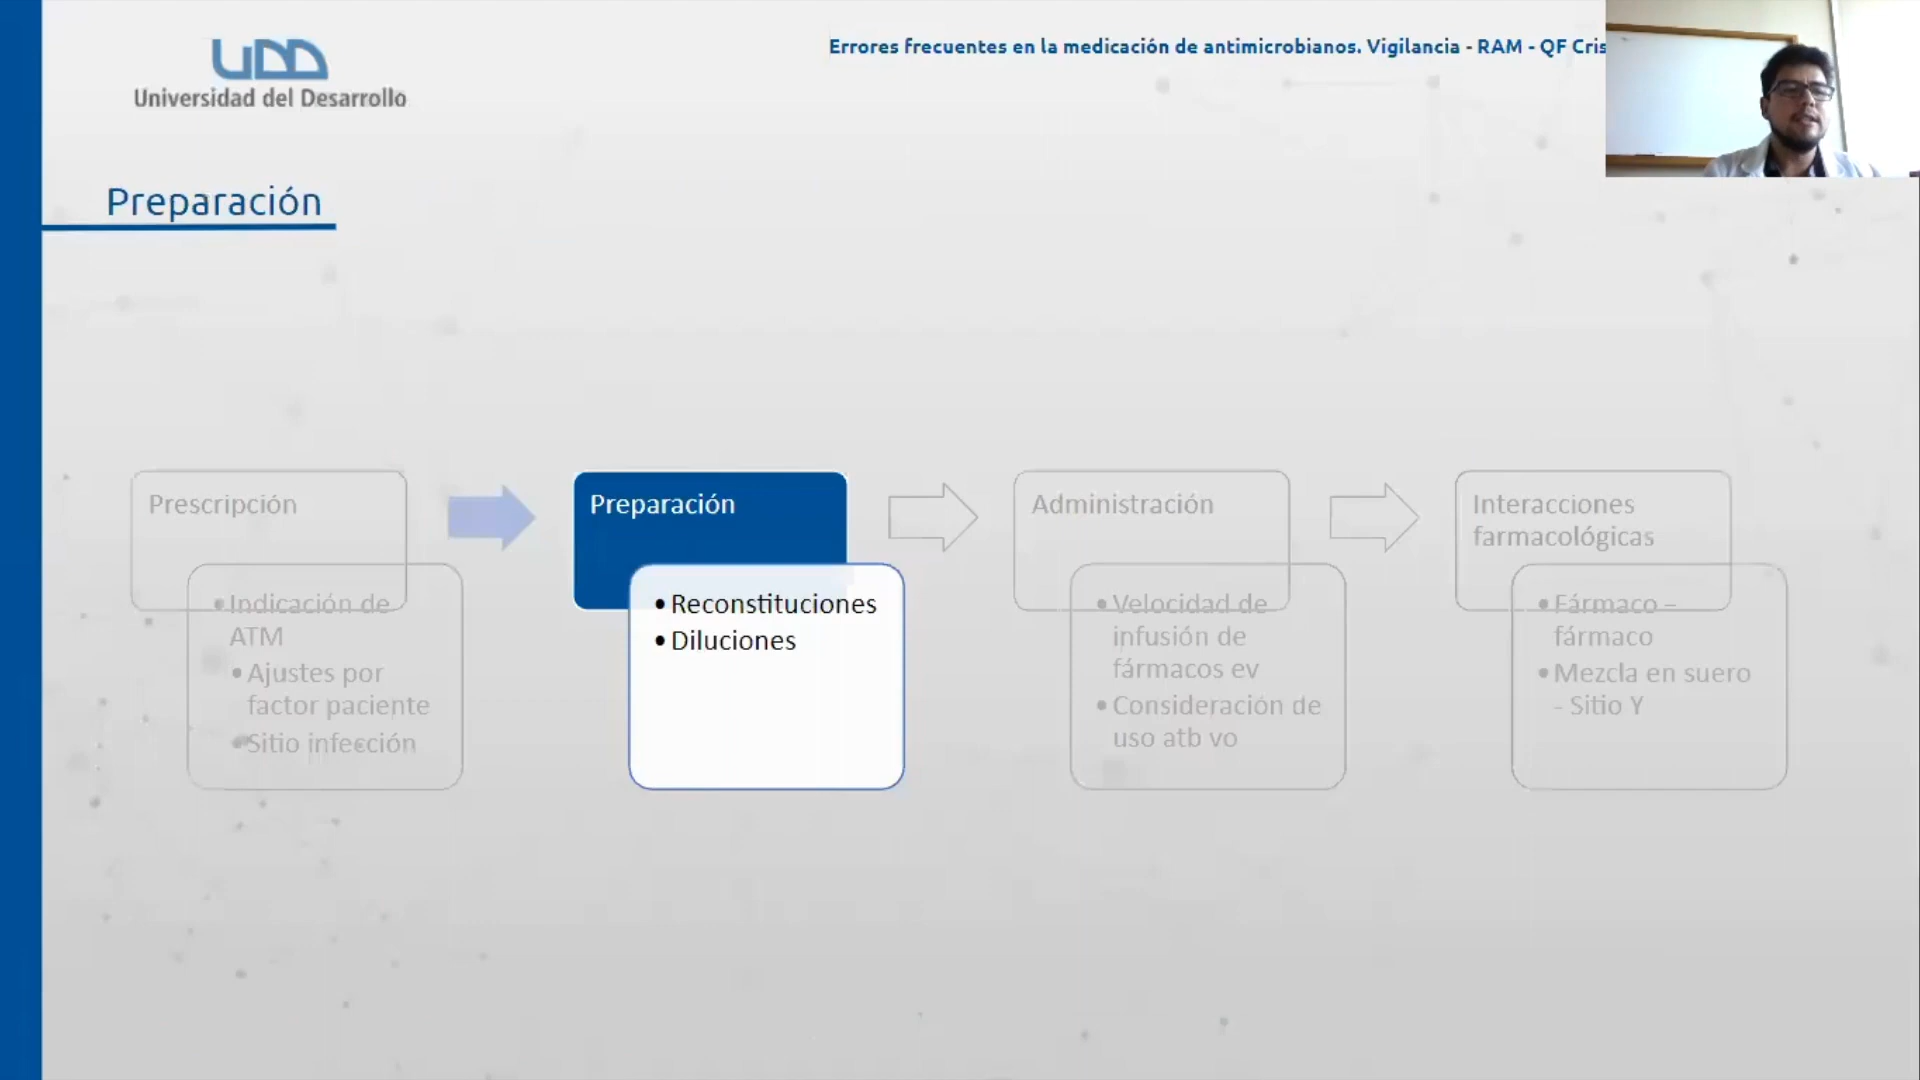 UDD
Universidad del Desarrollo
Errores frecuentes en la medicación de antimicrobianos. Vigilancia - RAM - QF
Preparación
Prescripción
• Indicación de
ATM
• Ajustes por
factor paciente
• Sitio infección
Preparación
• Reconstituciones
• Diluciones
Administración
• Velocidad de
infusión de
fármacos ev
• Consideración de
uso atb vo
Interacciones
farmacológicas
• Fármaco –
fármaco
• Mezcla en suero
- Sitio Y